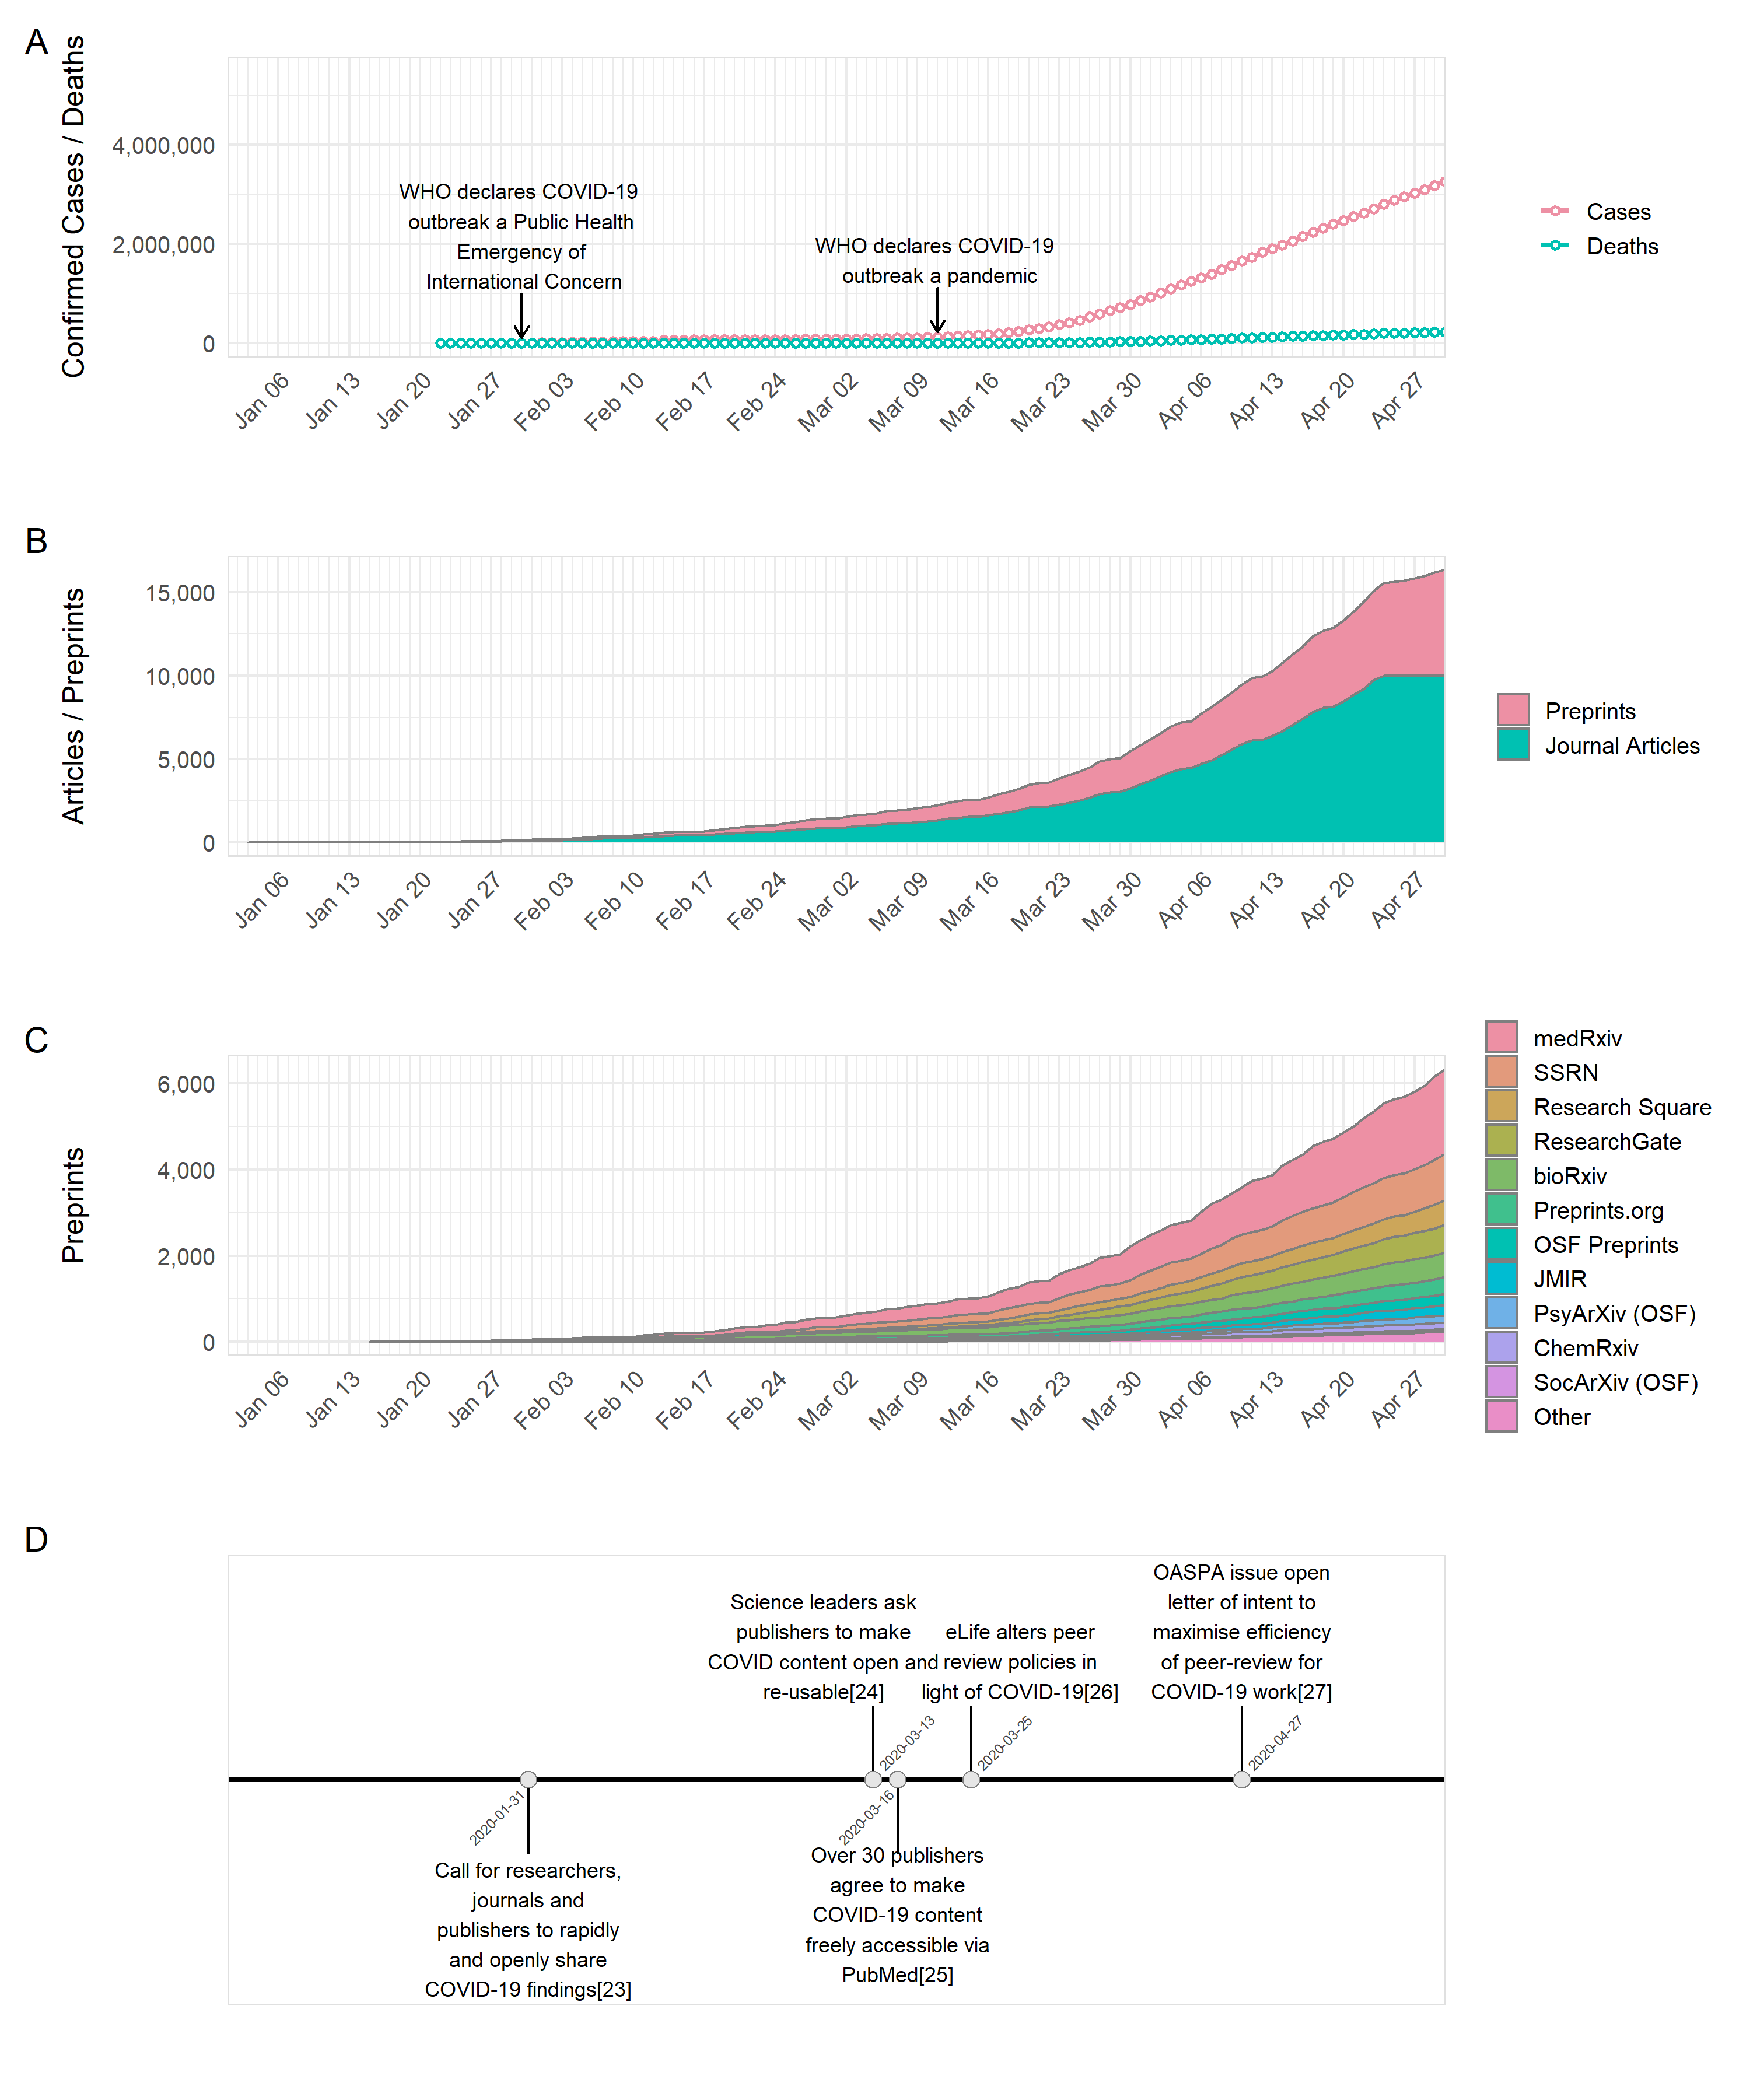 A
Confirmed Cases / Deaths
4,000,000
2,000,000
0
WHO declares COVID-19
outbreak a Public Health
Emergency of
International Concern
WHO declares COVID-19
outbreak a pandemic
Jan 06
Jan 13
Jan 20
Jan 27
Feb 03
Feb 10
Feb 17
Feb 24
Mar 02
Mar 09
Mar 16
Mar 23
Mar 30
Apr 06
Apr 13
Apr 20
Apr 27
Cases
Deaths
B
Articles / Preprints
15,000
10,000
5,000
0
Jan 06
Jan 13
Jan 20
Jan 27
Feb 03
Feb 10
Feb 17
Feb 24
Mar 02
Mar 09
Mar 16
Mar 23
Mar 30
Apr 06
Apr 13
Apr 20
Apr 27
Preprints
Journal Articles
C
Preprints
6,000
4,000
2,000
0
Jan 06
Jan 13
Jan 20
Jan 27
Feb 03
Feb 10
Feb 17
Feb 24
Mar 02
Mar 09
Mar 16
Mar 23
Mar 30
Apr 06
Apr 13
Apr 20
Apr 27
medRxiv
SSRN
Research Square
ResearchGate
bioRxiv
Preprints.org
OSF Preprints
JMIR
PsyArXiv (OSF)
ChemRxiv
SocArXiv (OSF)
Other
D
Science leaders ask
publishers to make
COVID content open and
re-usable[24]
eLife alters peer
review policies in
light of COVID-19[26]
OASPA issue open
letter of intent to
maximise efficiency
of peer-review for
COVID-19 work[27]
2020-03-13
2020-03-25
2020-04-27
2020-01-31
2020-03-16
Call for researchers,
journals and
publishers to rapidly
and openly share
COVID-19 findings[23]
Over 30 publishers
agree to make
COVID-19 content
freely accessible via
PubMed[25]